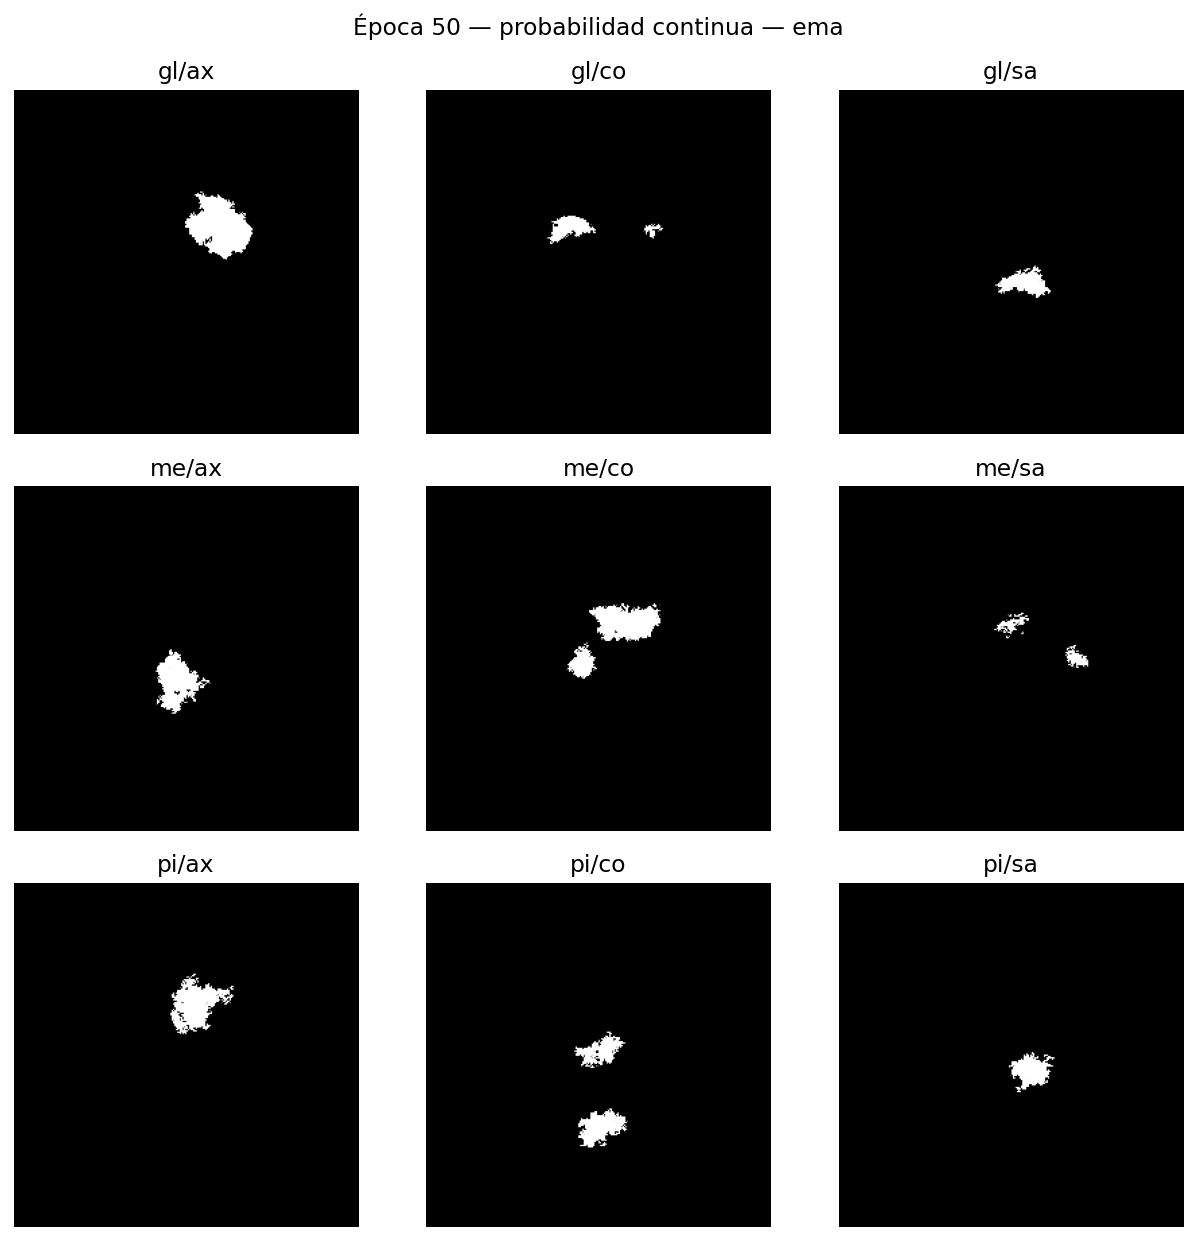 Época 50 — probabilidad continua — ema
gl/ax
gl/co
gl/sa
me/ax
me/co
me/sa
pi/ax
pi/co
pi/sa